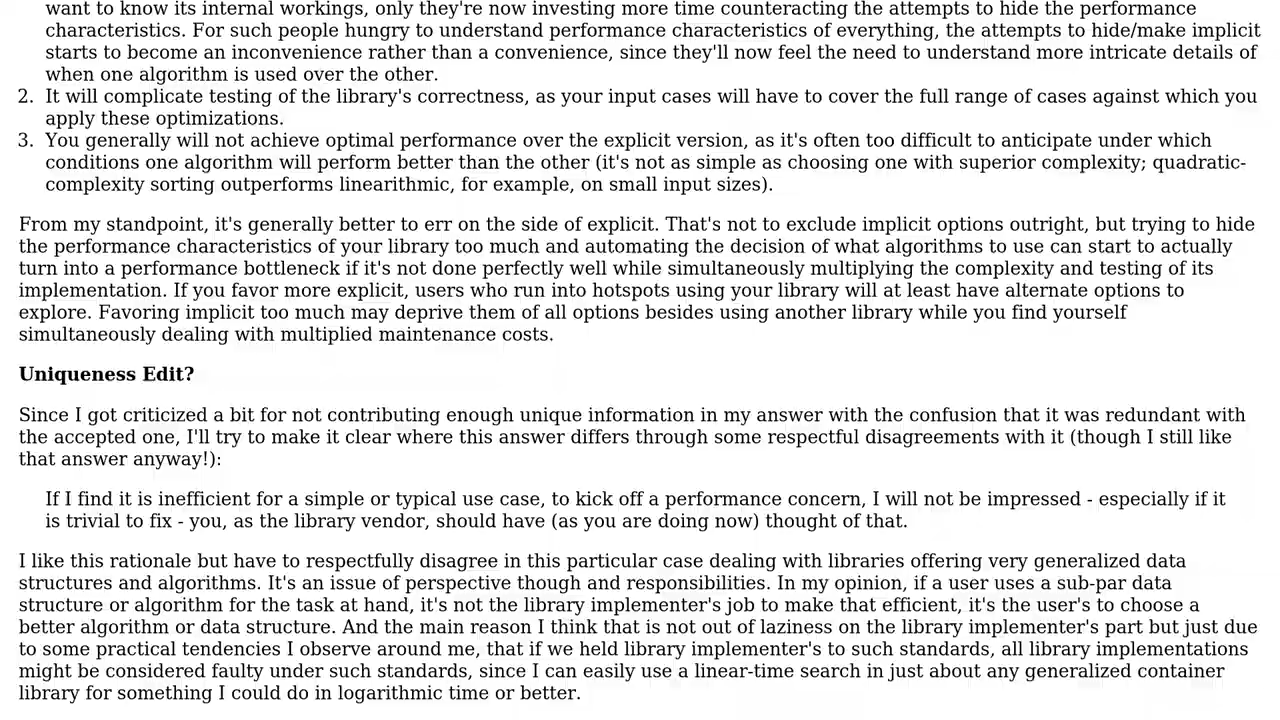 want to know its internal workings, only they're now investing more time counteracting the attempts to hide the performance
characteristics. For such people hungry to understand performance characteristics of everything, the attempts to hide/make implicit
starts to become an inconvenience rather than a convenience, since they'll now feel the need to understand more intricate details of
when one algorithm is used over the other.
2. It will complicate testing of the library's correctness, as your input cases will have to cover the full range of cases against which you
apply these optimizations.
3. You generally will not achieve optimal performance over the explicit version, as it's often too difficult to anticipate under which
conditions one algorithm will perform better than the other (it's not as simple as choosing one with superior complexity; quadratic-
complexity sorting outperforms linearithmic, for example, on small input sizes).
From my standpoint, it's generally better to err on the side of explicit. That's not to exclude implicit options outright, but trying to hide
the performance characteristics of your library too much and automating the decision of what algorithms to use can start to actually
turn into a performance bottleneck if it's not done perfectly well while simultaneously multiplying the complexity and testing of its
implementation. If you favor more explicit, users who run into hotspots using your library will at least have alternate options to
explore. Favoring implicit too much may deprive them of all options besides using another library while you find yourself
simultaneously dealing with multiplied maintenance costs.
Uniqueness Edit?
Since I got criticized a bit for not contributing enough unique information in my answer with the confusion that it was redundant with
the accepted one, I'll try to make it clear where this answer differs through some respectful disagreements with it (though I still like
that answer anyway!):
If I find it is inefficient for a simple or typical use case, to kick off a performance concern, I will not be impressed - especially if it
is trivial to fix - you, as the library vendor, should have (as you are doing now) thought of that.
I like this rationale but have to respectfully disagree in this particular case dealing with libraries offering very generalized data
structures and algorithms. It's an issue of perspective though and responsibilities. In my opinion, if a user uses a sub-par data
structure or algorithm for the task at hand, it's not the library implementer's job to make that efficient, it's the user's to choose a
better algorithm or data structure. And the main reason I think that is not out of laziness on the library implementer's part but just due
to some practical tendencies I observe around me, that if we held library implementer's to such standards, all library implementations
might be considered faulty under such standards, since I can easily use a linear-time search in just about any generalized container
library for something I could do in logarithmic time or better.